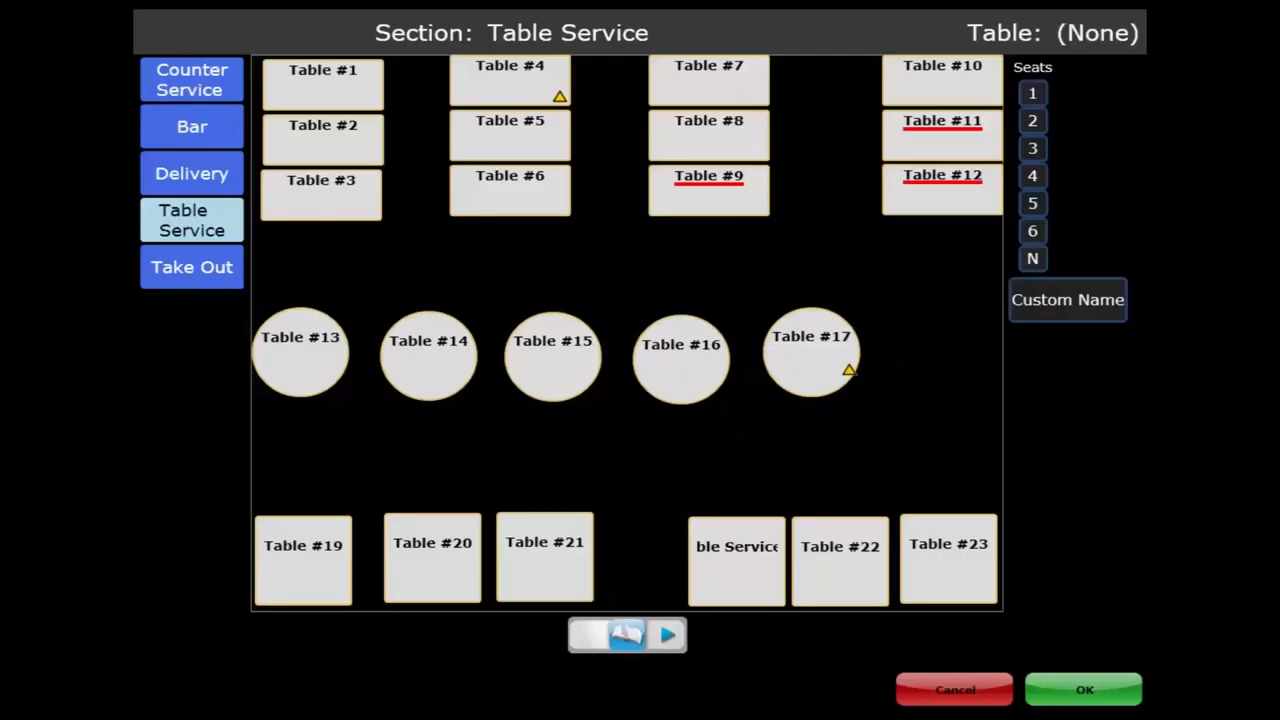 Section: Table Service
Table: (None)
Counter
Service
Bar
Delivery
Table
Service
Take Out
Table #1
Table #4
Table #7
Table #10
Table #2
Table #5
Table #8
Table #11
Table #3
Table #6
Table #9
Table #12
Table #13
Table #14
Table #15
Table #16
Table #17
Table #19
Table #20
Table #21
ble Service
Table #22
Table #23
Seats
1
2
3
4
5
6
N
Custom Name
Cancel
OK